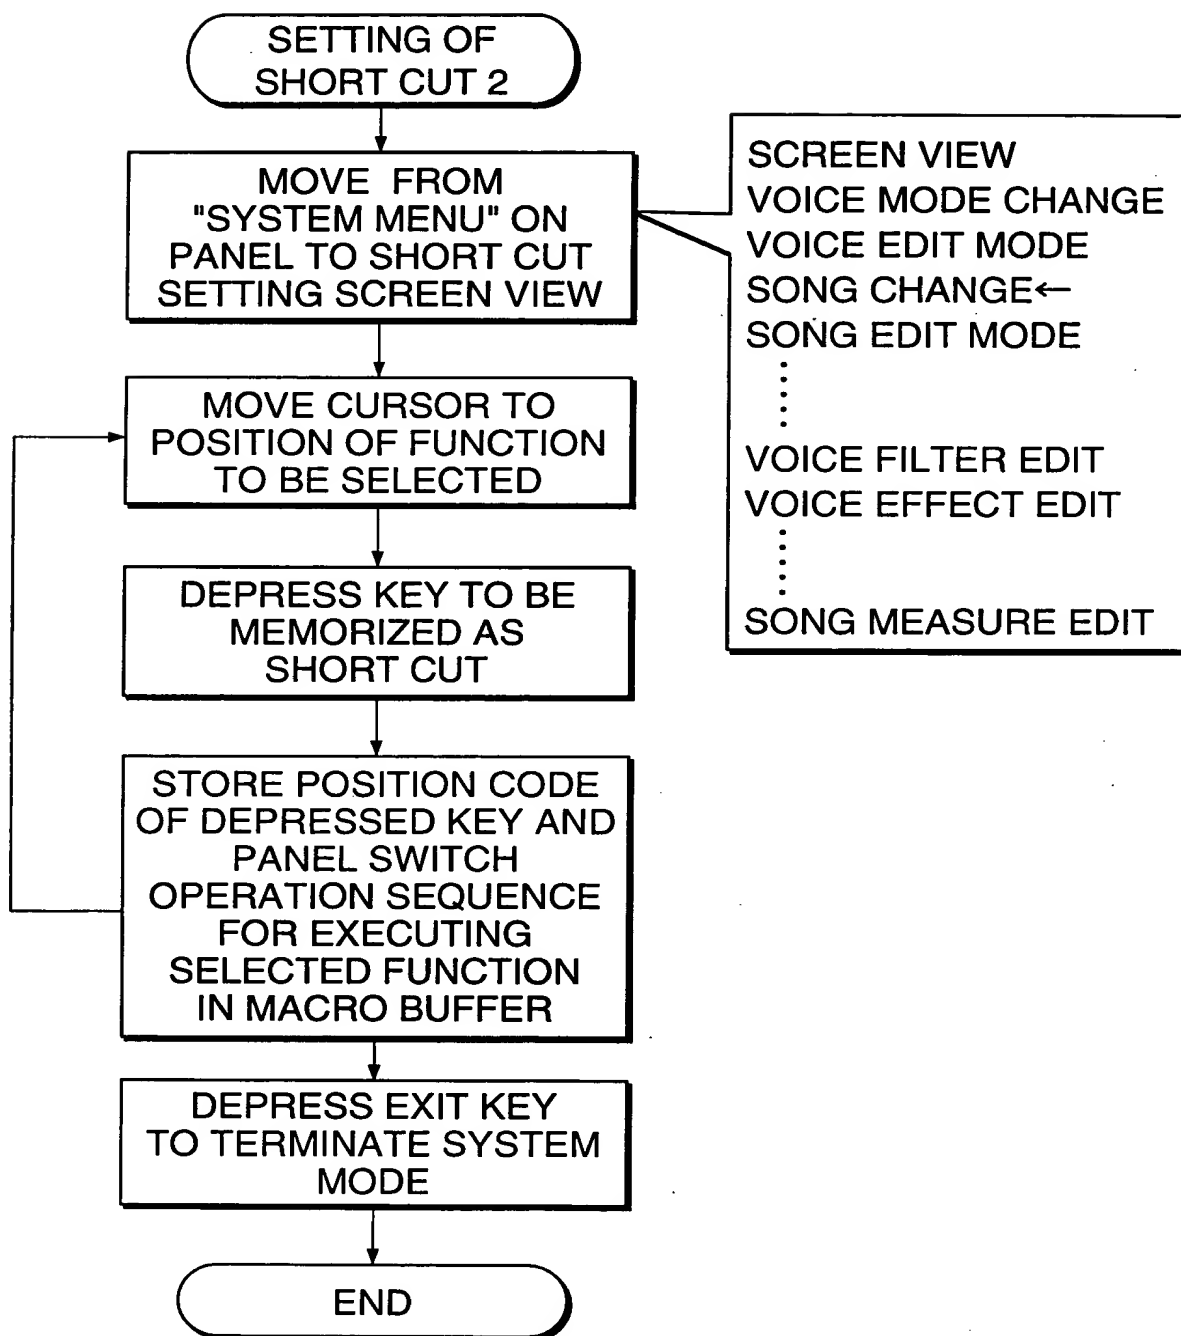 SETTING OF
SHORT CUT 2
MOVE FROM
"SYSTEM MENU" ON
PANEL TO SHORT CUT
SETTING SCREEN VIEW
SCREEN VIEW
VOICE MODE CHANGE
VOICE EDIT MODE
SONG CHANGE←
SONG EDIT MODE
VOICE FILTER EDIT
VOICE EFFECT EDIT
SONG MEASURE EDIT
MOVE CURSOR TO
POSITION OF FUNCTION
TO BE SELECTED
DEPRESS KEY TO BE
MEMORIZED AS
SHORT CUT
STORE POSITION CODE
OF DEPRESSED KEY AND
PANEL SWITCH
OPERATION SEQUENCE
FOR EXECUTING
SELECTED FUNCTION
IN MACRO BUFFER
DEPRESS EXIT KEY
TO TERMINATE SYSTEM
MODE
END